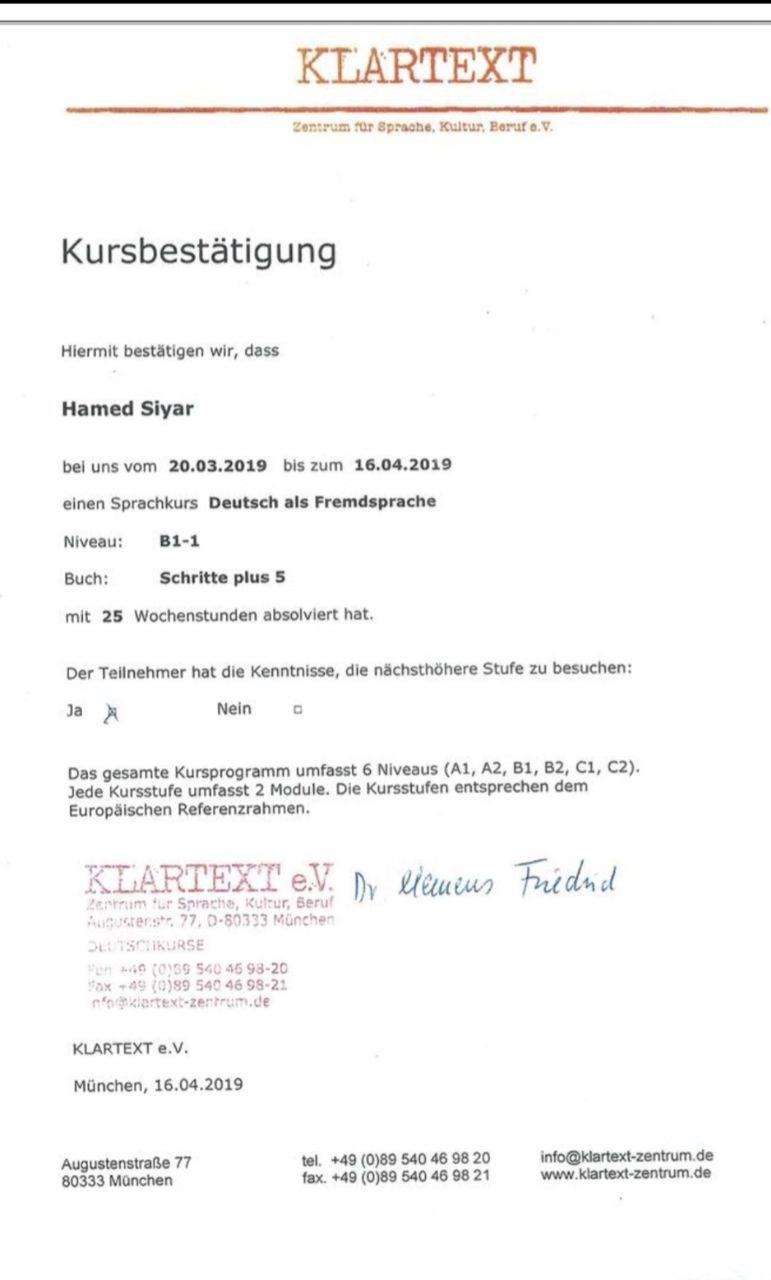 KLARTEXT
Zentrum für Sprache, Kultur, Beruf e.V.
Kursbestätigung
Hiermit bestätigen wir, dass
Hamed Siyar
bei uns vom 20.03.2019 bis zum 16.04.2019
einen Sprachkurs Deutsch als Fremdsprache
Niveau: B1-1
Buch: Schritte plus 5
mit 25 Wochenstunden absolviert hat.
Der Teilnehmer hat die Kenntnisse, die nächsthöhere Stufe zu besuchen:
Ja Nein
Das gesamte Kursprogramm umfasst 6 Niveaus (A1, A2, B1, B2, C1, C2).
Jede Kursstufe umfasst 2 Module. Die Kursstufen entsprechen dem
Europäischen Referenzrahmen.
KLARTEXT e.V. Dr
Zentrum für Sprache, Kultur, Beruf
Augustenstr. 77, D-80333 München
DEUTSCHKURSE
Fon +49 (0)89 540 46 98-20
Fax +49 (0)89 540 46 98-21
info@klartext-zentrum.de
KLARTEXT e.V.
München, 16.04.2019
Augustenstraße 77 tel. +49 (0)89 540 46 98 20 info@klartext-zentrum.de
80333 München fax. +49 (0)89 540 46 98 21 www.klartext-zentrum.de